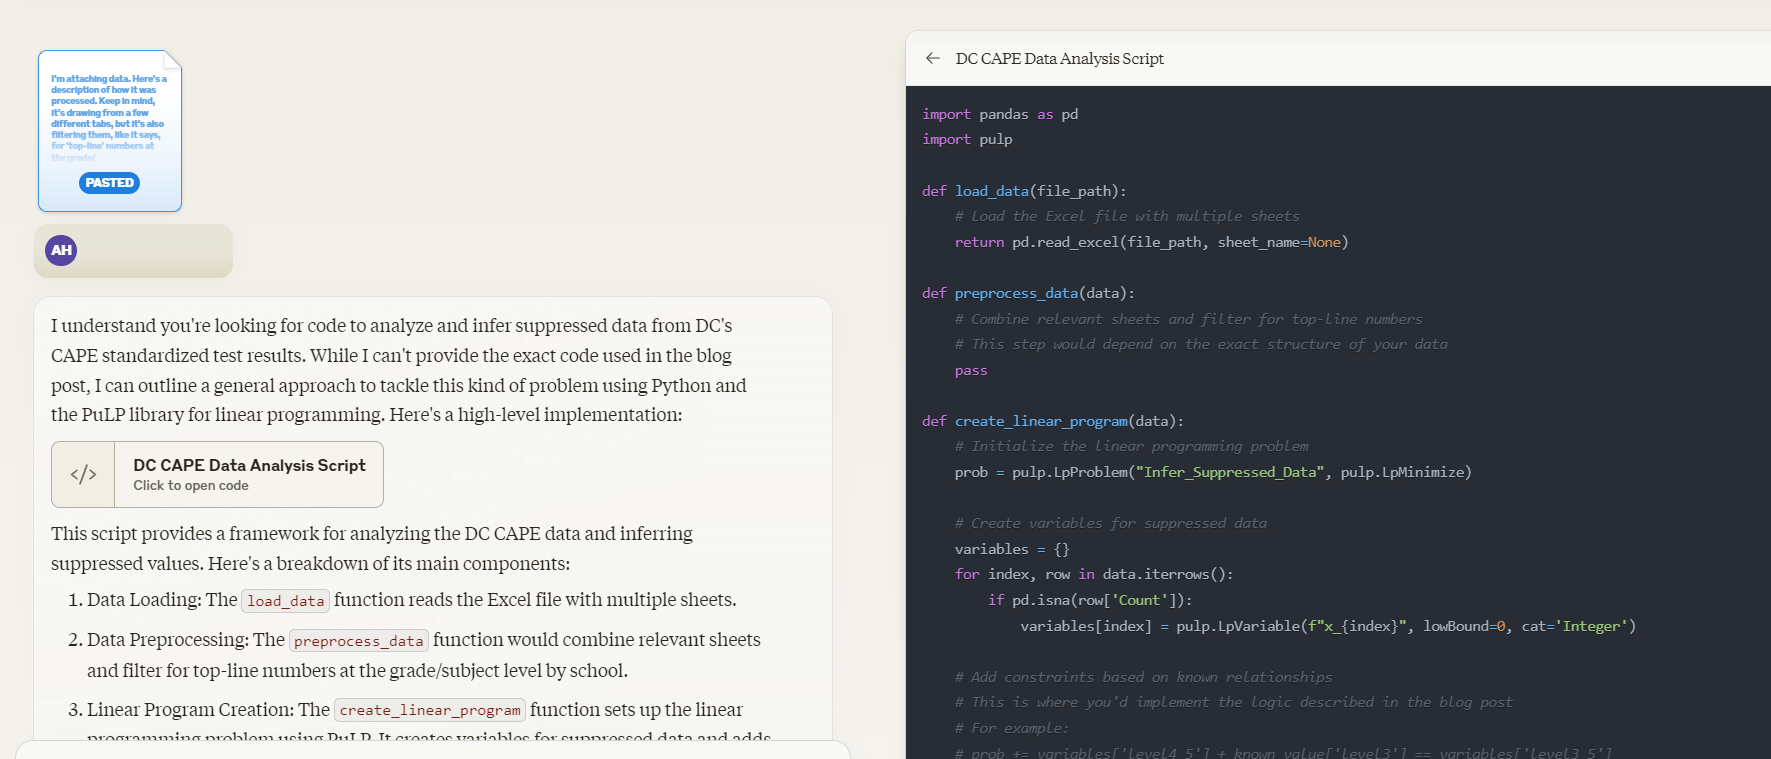 I'm attaching data. Here's a
description of how it was
processed. Keep in mind,
it's drawing from a few
different tabs, but it's also
filtering them, like it says,
for 'top-line' numbers at
the grade/
PASTED
AH
I understand you're looking for code to analyze and infer suppressed data from DC's
CAPE standardized test results. While I can't provide the exact code used in the blog
post, I can outline a general approach to tackle this kind of problem using Python and
the PuLP library for linear programming. Here's a high-level implementation:
</>
DC CAPE Data Analysis Script
Click to open code
This script provides a framework for analyzing the DC CAPE data and inferring
suppressed values. Here's a breakdown of its main components:
1. Data Loading: The load_data function reads the Excel file with multiple sheets.
2. Data Preprocessing: The preprocess_data function would combine relevant sheets
and filter for top-line numbers at the grade/subject level by school.
3. Linear Program Creation: The create_linear_program function sets up the linear
programming problem using PuLP. It creates variables for suppressed data and adds
← DC CAPE Data Analysis Script
import pandas as pd
import pulp
def load_data(file_path):
# Load the Excel file with multiple sheets
return pd.read_excel(file_path, sheet_name=None)
def preprocess_data(data):
# Combine relevant sheets and filter for top-line numbers
# This step would depend on the exact structure of your data
pass
def create_linear_program(data):
# Initialize the linear programming problem
prob = pulp.LpProblem("Infer_Suppressed_Data", pulp.LpMinimize)
# Create variables for suppressed data
variables = {}
for index, row in data.iterrows():
if pd.isna(row['Count']):
variables[index] = pulp.LpVariable(f"x_{index}", lowBound=0, cat='Integer')
# Add constraints based on known relationships
# This is where you'd implement the logic described in the blog post
# For example:
# prob += variables['level4_5'] + known_value['level3'] == variables['level3_5']